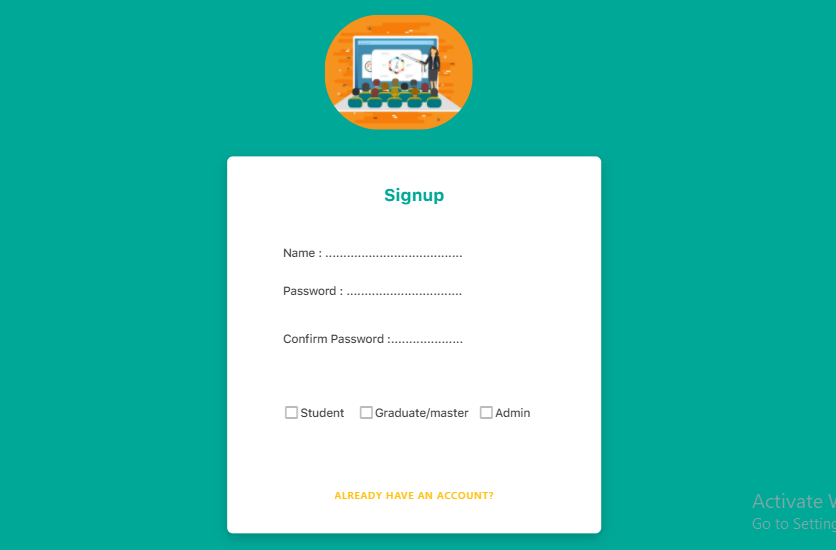 Signup
Name : ......................................
Password : ................................
Confirm Password :....................
Student Graduate/master Admin
ALREADY HAVE AN ACCOUNT?
Activate
Go to Setting